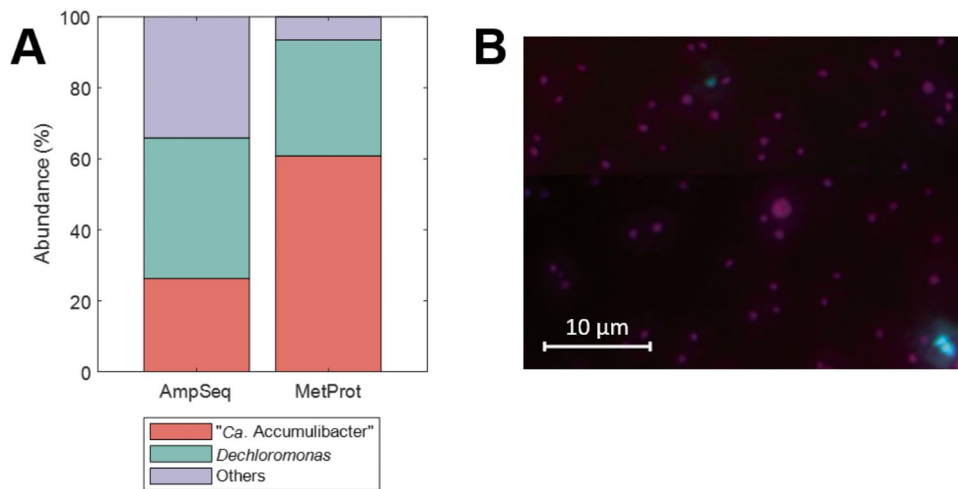 A
Abundance (%)
100
80
60
40
20
0
AmpSeq MetProt
"Ca. Accumulibacter"
Dechloromonas
Others
B
10 µm